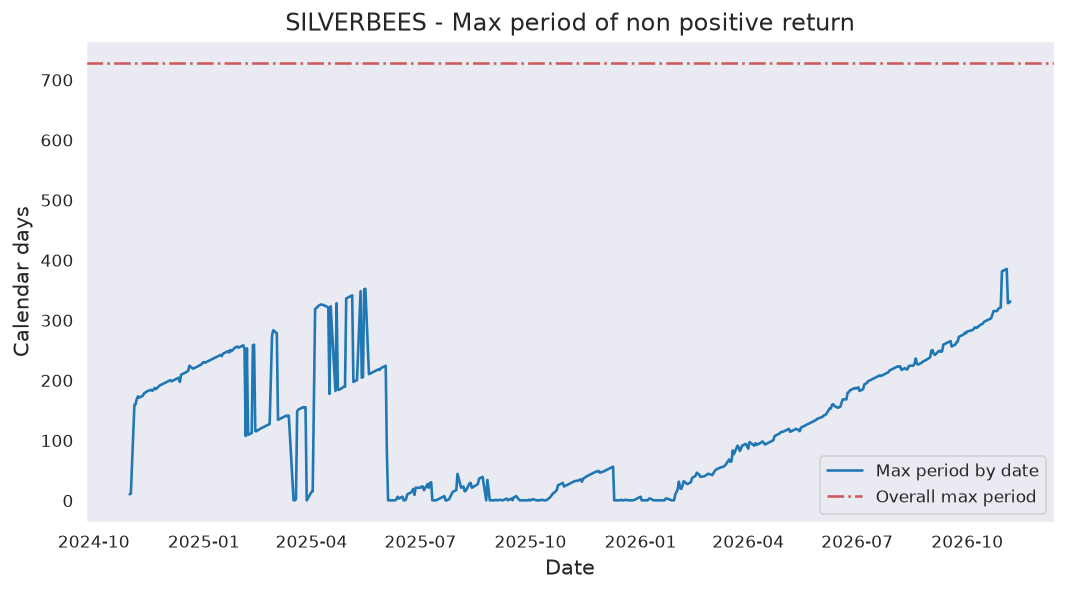 SILVERBEES - Max period of non positive return
Calendar days
700
600
500
400
300
200
100
0
Max period by date
Overall max period
2024-10 2025-01 2025-04 2025-07 2025-10 2026-01 2026-04 2026-07 2026-10
Date